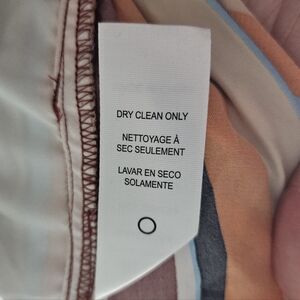 DRY CLEAN ONLY
NETTOYAGE À
SEC SEULEMENT
LAVAR EN SECO
SOLAMENTE